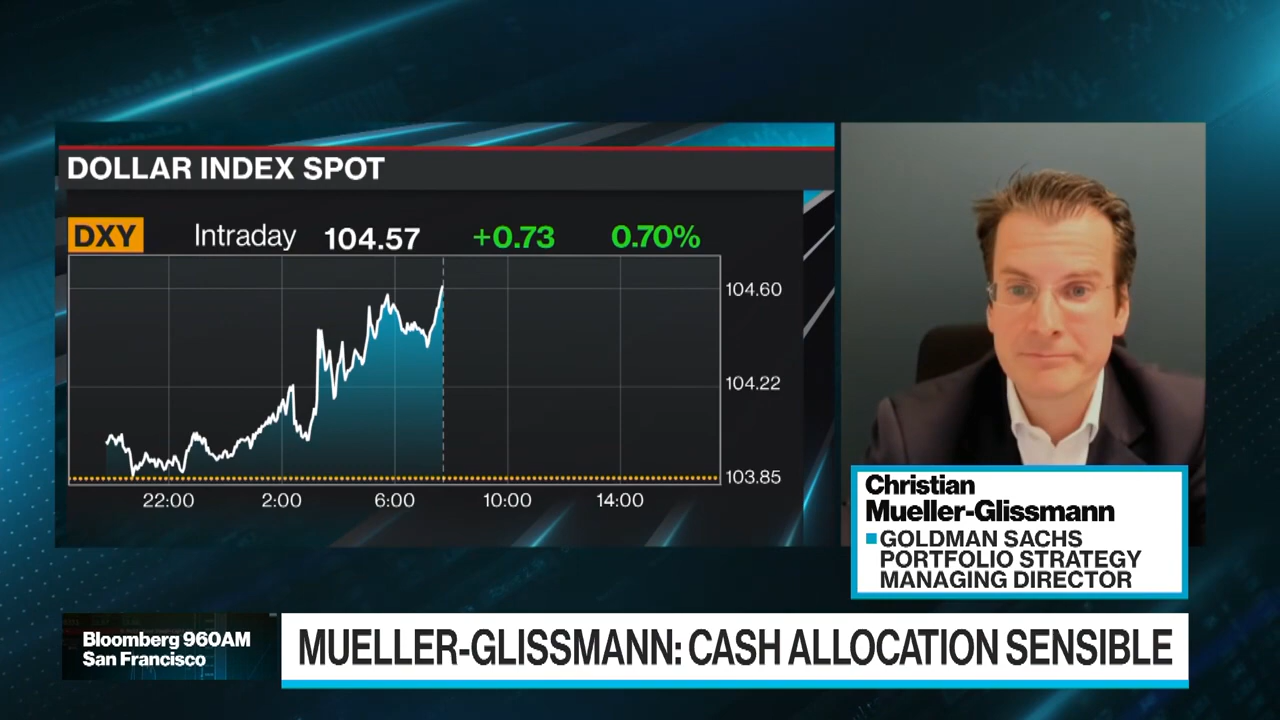 DOLLAR INDEX SPOT
DXY Intraday 104.57 +0.73 0.70%
104.60
104.22
103.85
22:00 2:00 6:00 10:00 14:00
Christian
Mueller-Glissmann
GOLDMAN SACHS
PORTFOLIO STRATEGY
MANAGING DIRECTOR
Bloomberg 960AM
San Francisco
MUELLER-GLISSMANN: CASH ALLOCATION SENSIBLE